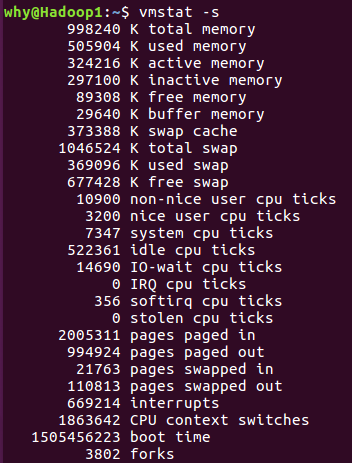 why@Hadoop1:~$ vmstat -s
998240 K total memory
505904 K used memory
324216 K active memory
297100 K inactive memory
89308 K free memory
29640 K buffer memory
373388 K swap cache
1046524 K total swap
369096 K used swap
677428 K free swap
10900 non-nice user cpu ticks
3200 nice user cpu ticks
7347 system cpu ticks
522361 idle cpu ticks
14690 IO-wait cpu ticks
0 IRQ cpu ticks
356 softirq cpu ticks
0 stolen cpu ticks
2005311 pages paged in
994924 pages paged out
21763 pages swapped in
110813 pages swapped out
669214 interrupts
1863642 CPU context switches
1505456223 boot time
3802 forks